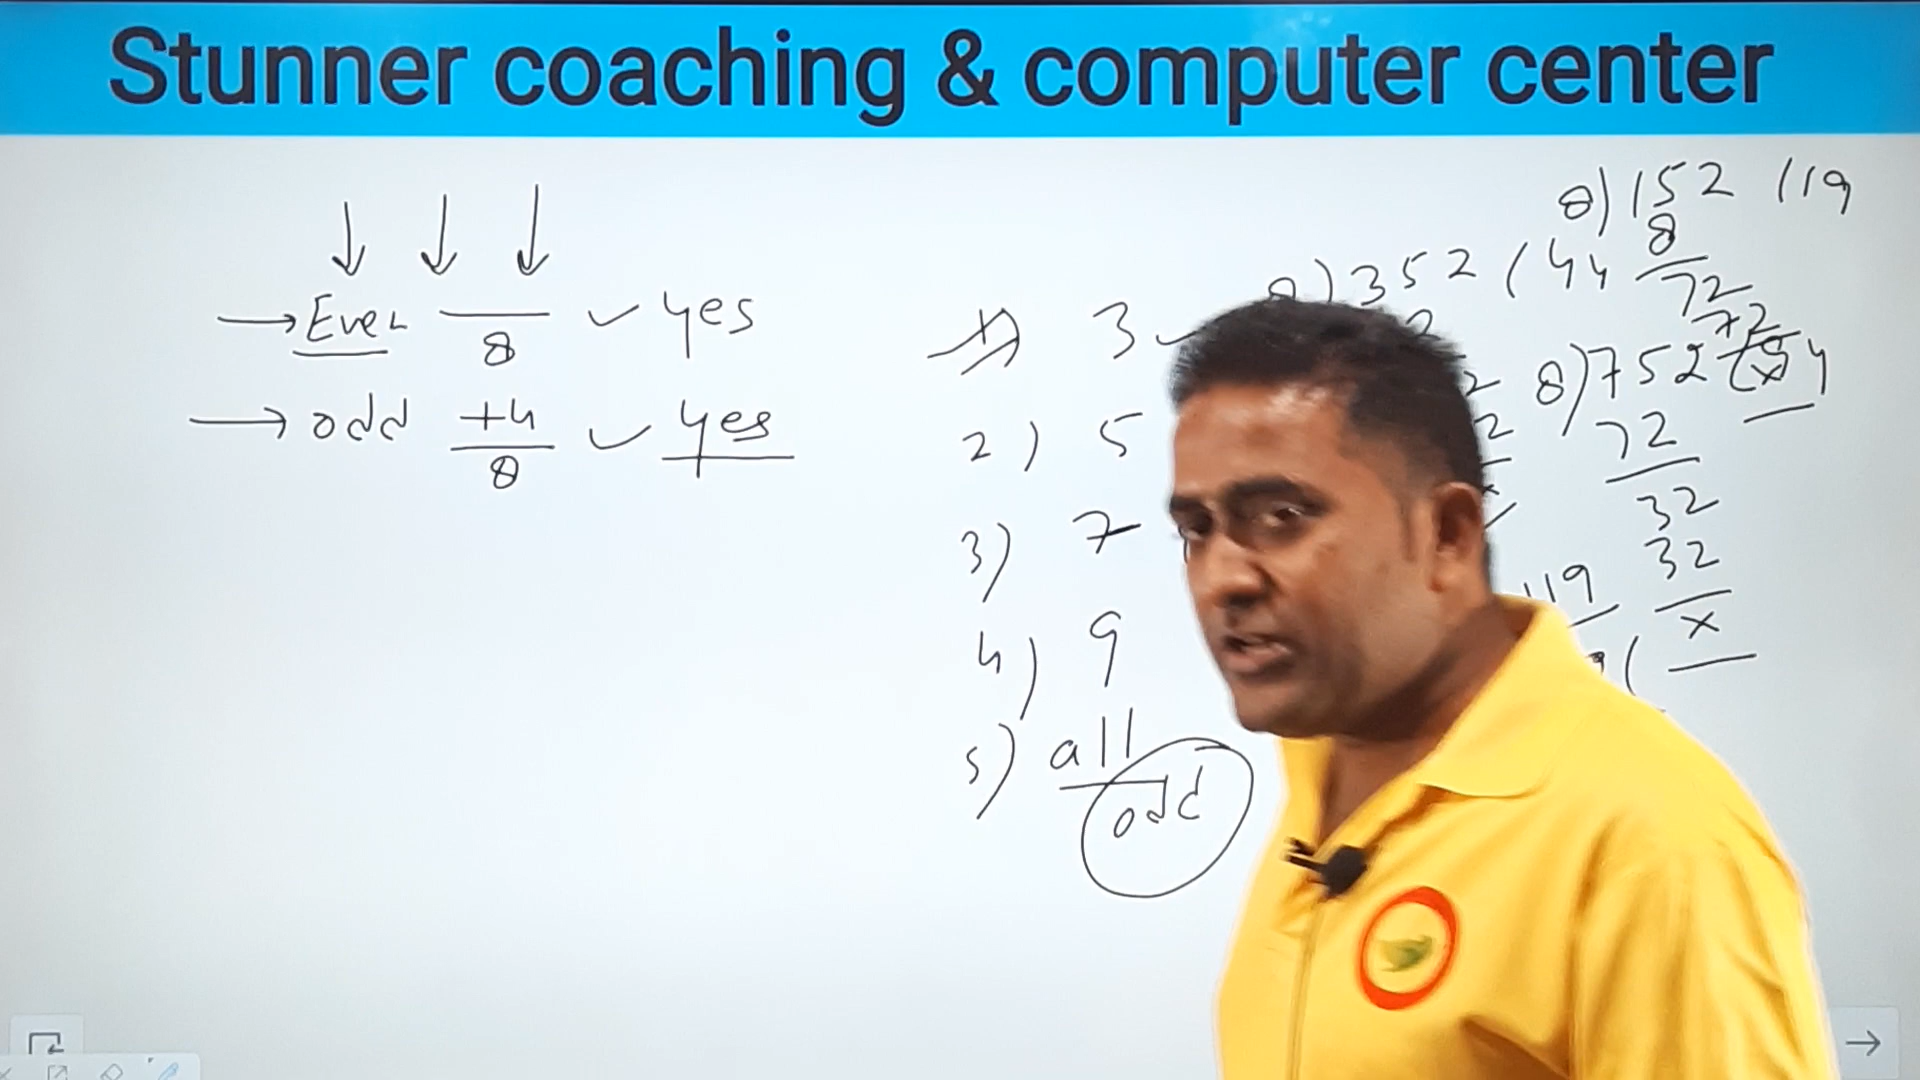 Stunner coaching & computer center
→ Even 8 ✓ yes
→ odd +4 8 ✓ yes
1) 3 ✓
2) 5
3) 7
4) 9
5) all
odd
8) 152 (19
8
72
72
x
8) 352 (44
8) 752 (94
72
32
32
x
119